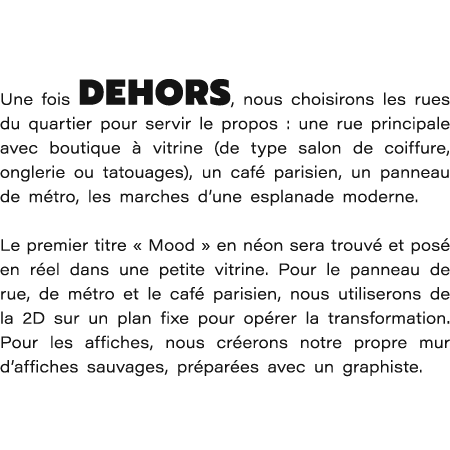 Une fois DEHORS, nous choisirons les rues
du quartier pour servir le propos : une rue principale
avec boutique à vitrine (de type salon de coiffure,
onglerie ou tatouages), un café parisien, un panneau
de métro, les marches d'une esplanade moderne.
Le premier titre « Mood » en néon sera trouvé et posé
en réel dans une petite vitrine. Pour le panneau de
rue, de métro et le café parisien, nous utiliserons de
la 2D sur un plan fixe pour opérer la transformation.
Pour les affiches, nous créerons notre propre mur
d'affiches sauvages, préparées avec un graphiste.